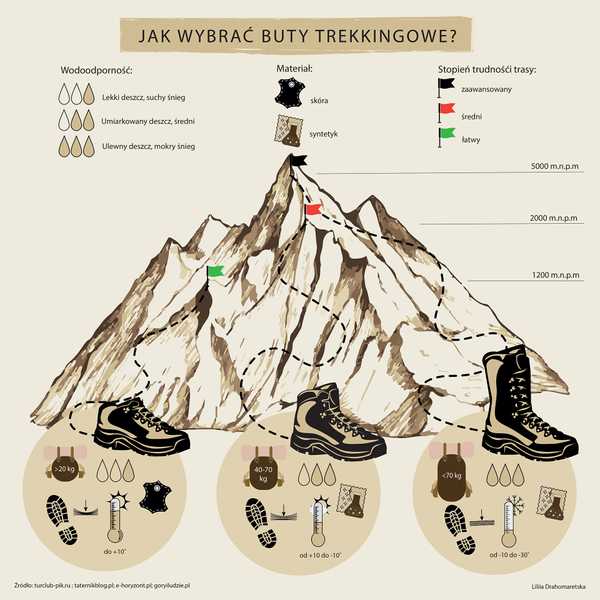 JAK WYBRAĆ BUTY TREKKINGOWE?
Wodoodporność:
Lekki deszcz, suchy śnieg
Umiarkowany deszcz, średni
Ulewny deszcz, mokry śnieg
Materiał:
skóra
syntetyk
Stopień trudnośći trasy:
zaawansowany
średni
łatwy
5000 m.n.p.m
2000 m.n.p.m
1200 m.n.p.m
>20 kg
do +10°
40-70
kg
od +10 do -10°
<70 kg
od -10 do -30°
Źródło: turclub-pik.ru ; taternikblog.pl; e-horyzont.pl; goryiludzie.pl
Liliia Drahomaretska